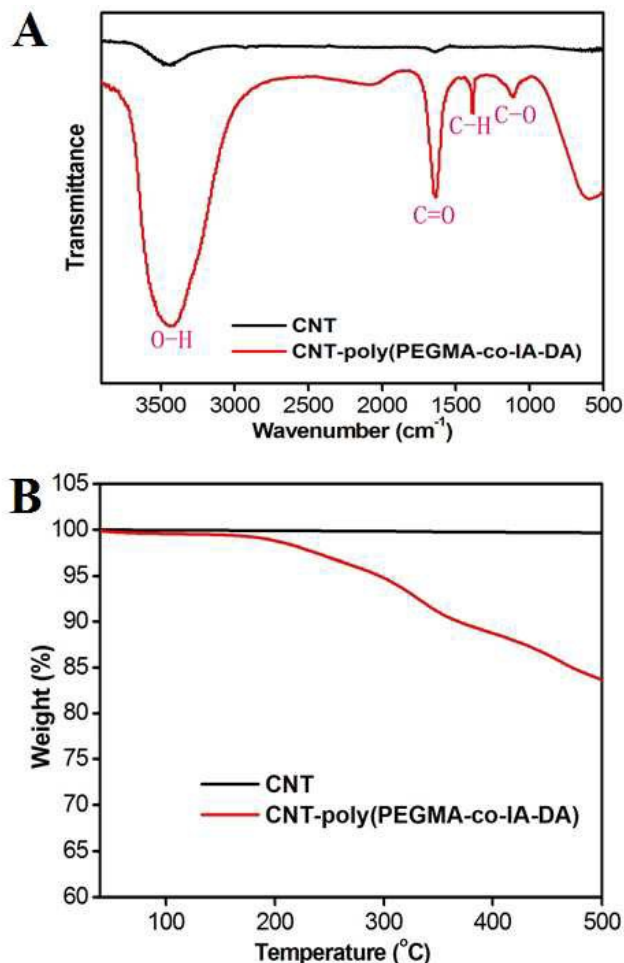 A
Transmittance
O-H
C=O
C-H
C-O
CNT
CNT-poly(PEGMA-co-IA-DA)
3500 3000 2500 2000 1500 1000 500
Wavenumber (cm⁻¹)
B
105
100
95
90
85
80
75
70
65
60
Weight (%)
CNT
CNT-poly(PEGMA-co-IA-DA)
100 200 300 400 500
Temperature (°C)